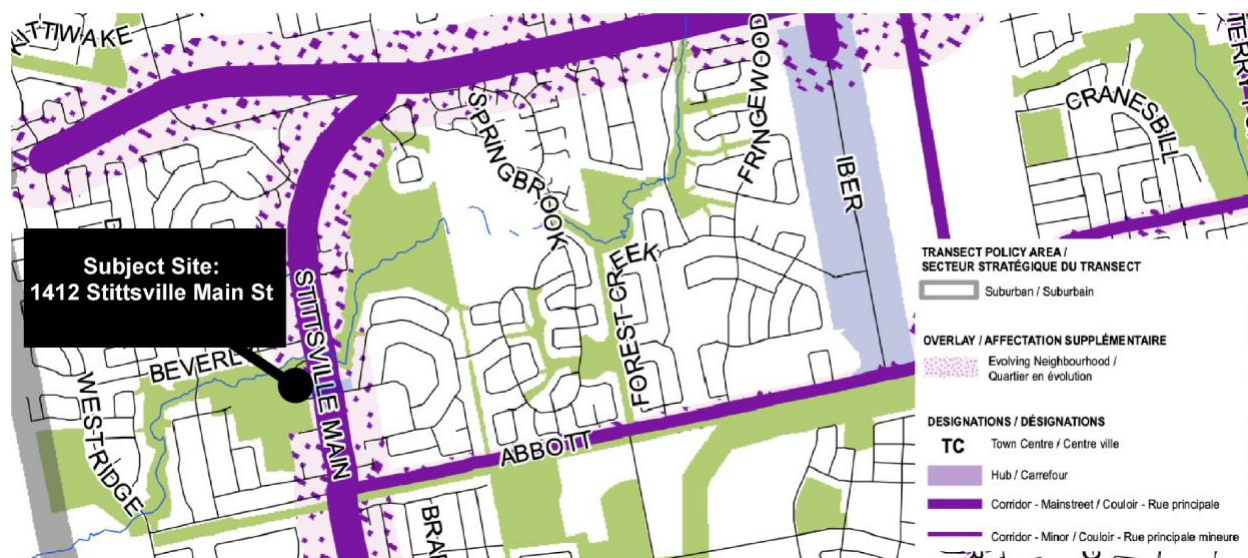 KITTIWAKE
SPRINGBROOK
FRINGEWOOD
IBER
CRANESBILL
Subject Site:
1412 Stittsville Main St
STITTSVILLE MAIN
FOREST CREEK
WEST-RIDGE
ABBOTT
TRANSECT POLICY AREA /
SECTEUR STRATÉGIQUE DU TRANSECT
Suburban / Suburbain
OVERLAY / AFFECTATION SUPPLÉMENTAIRE
Evolving Neighbourhood /
Quartier en évolution
DESIGNATIONS / DÉSIGNATIONS
TC Town Centre / Centre ville
Hub / Carrefour
Corridor - Mainstreet / Couloir - Rue principale
Corridor - Minor / Couloir - Rue principale mineure